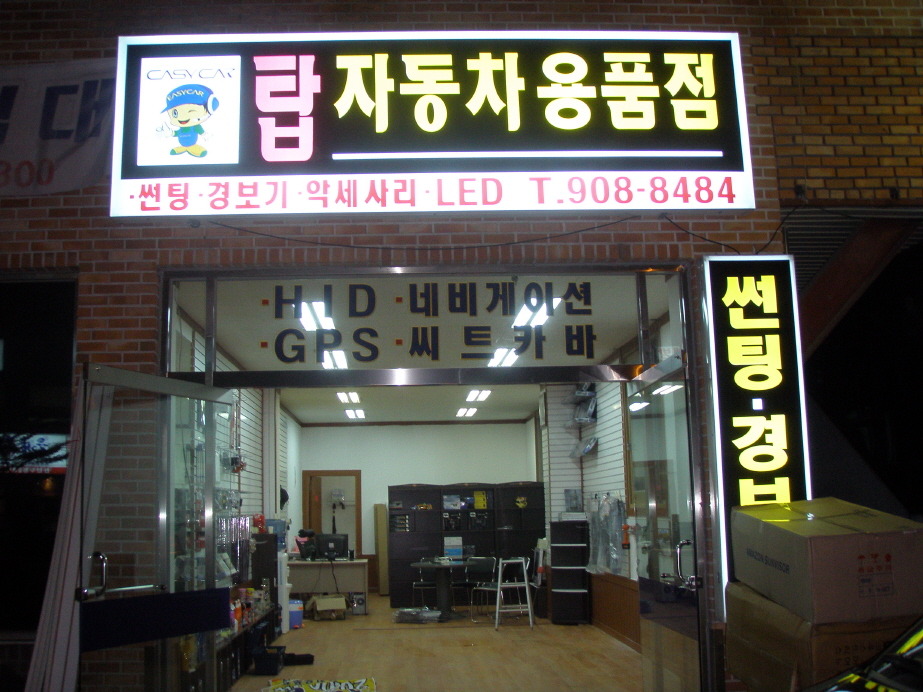 EASY CAR
EASYCAR
탑 자동차용품점
·썬팅·경보기·악세사리·LED T.908-8484
·HID ·네비게이션
·GPS ·씨트카바
썬팅·경보
300